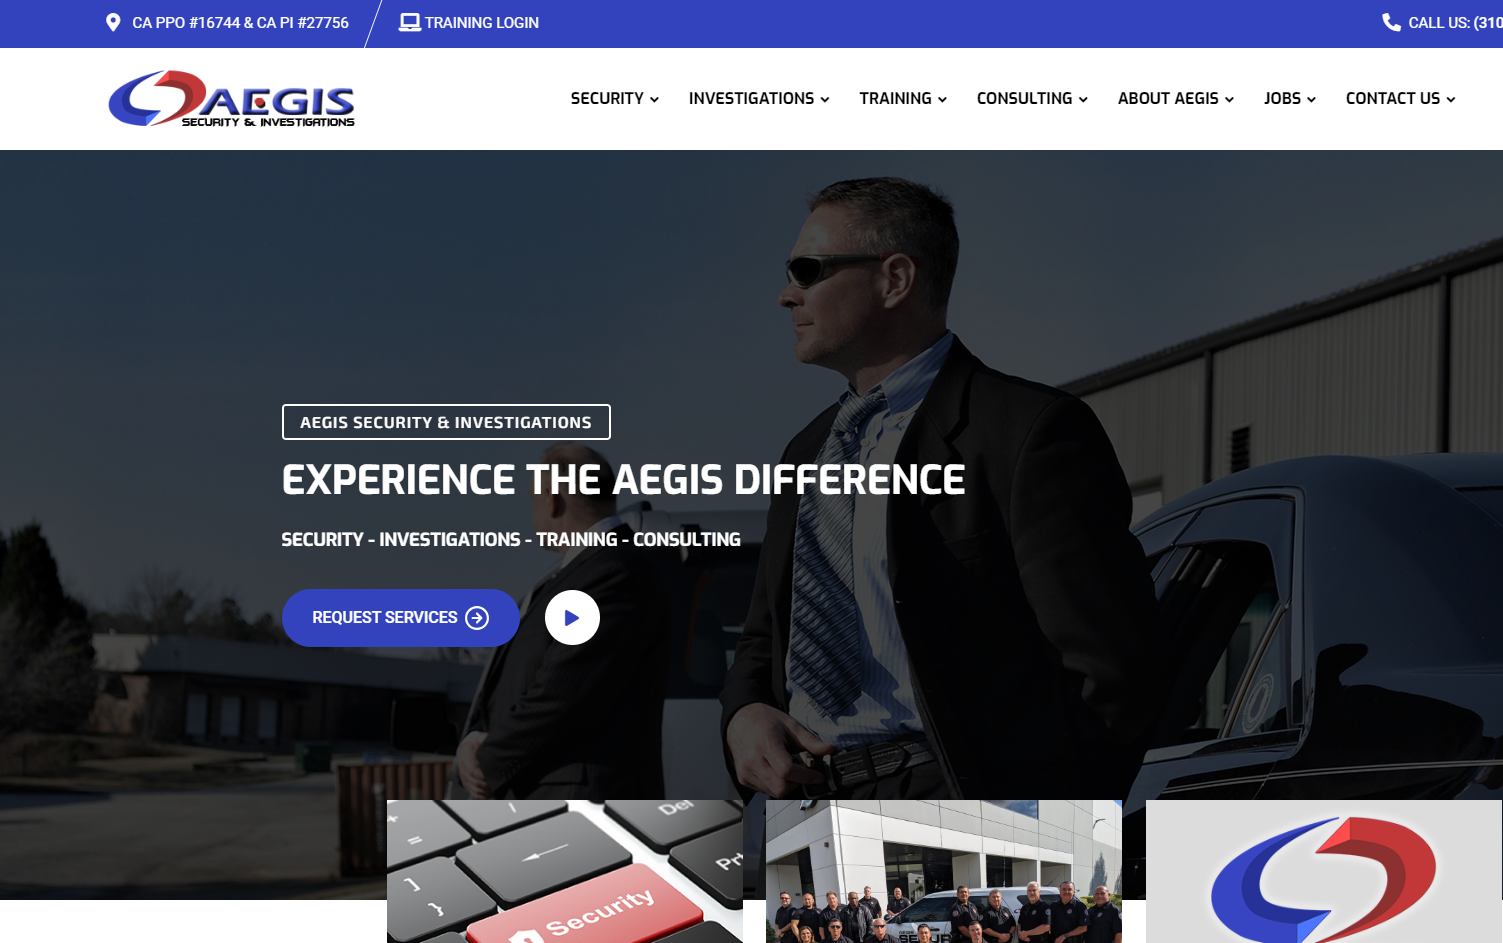 CA PPO #16744 & CA PI #27756
TRAINING LOGIN
CALL US: (310
AEGIS
SECURITY & INVESTIGATIONS
SECURITY
INVESTIGATIONS
TRAINING
CONSULTING
ABOUT AEGIS
JOBS
CONTACT US
AEGIS SECURITY & INVESTIGATIONS
EXPERIENCE THE AEGIS DIFFERENCE
SECURITY - INVESTIGATIONS - TRAINING - CONSULTING
REQUEST SERVICES
Del
Prt
Security